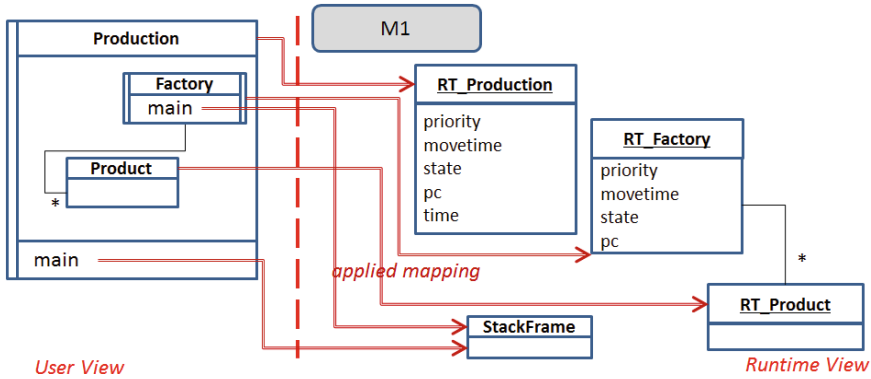 M1
Production
Factory
main
Product
*
main
User View
applied mapping
RT_Production
priority
movetime
state
pc
time
RT_Factory
priority
movetime
state
pc
*
RT_Product
StackFrame
Runtime View